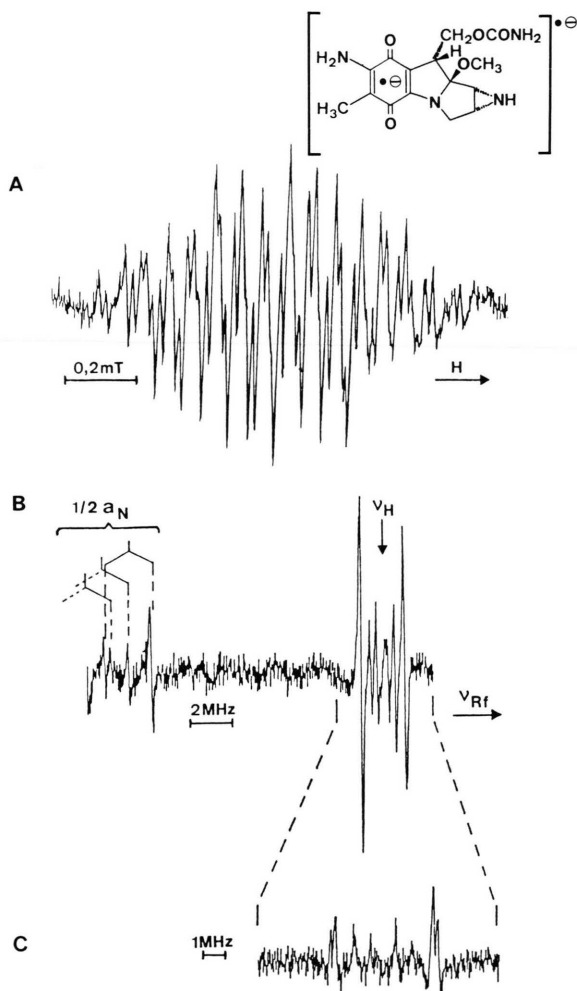 CH₂OCONH₂
•⊖
O
H₂N
H
OCH₃
•⊖
N
NH
H₃C
O
A
0,2mT
H
B
1/2 aN
νH
2MHz
νRf
C
1MHz